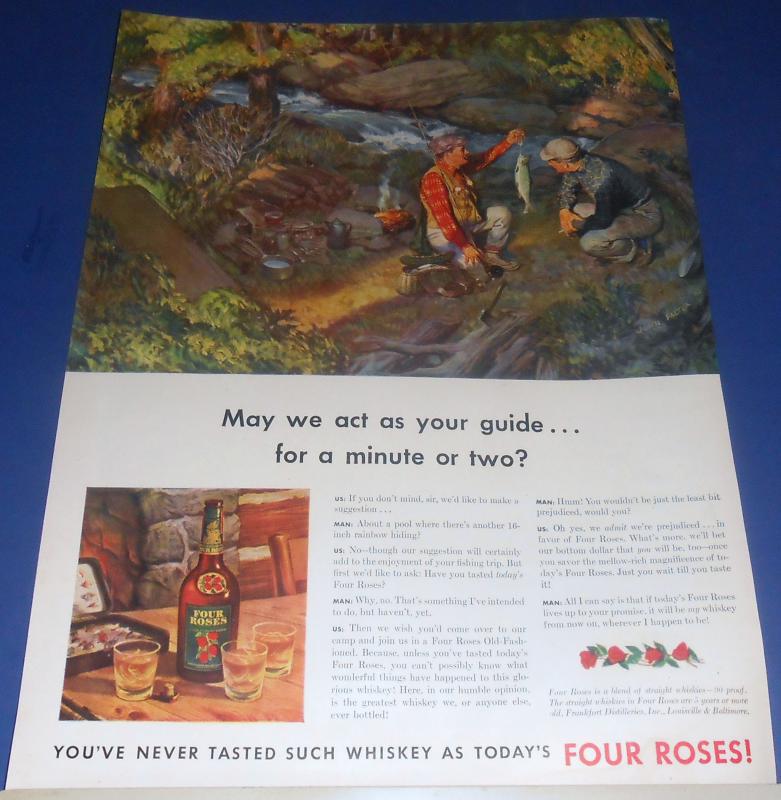 JOHN FALTER
May we act as your guide...
for a minute or two?
FOUR
ROSES
US: If you don't mind, sir, we'd like to make a
suggestion ...
MAN: About a pool where there's another 16-
inch rainbow hiding?
US: No—though our suggestion will certainly
add to the enjoyment of your fishing trip. But
first we'd like to ask: Have you tasted today's
Four Roses?
MAN: Why, no. That's something I've intended
to do, but haven't, yet.
US: Then we wish you'd come over to our
camp and join us in a Four Roses Old-Fash-
ioned. Because, unless you've tasted today's
Four Roses, you can't possibly know what
wonderful things have happened to this glo-
rious whiskey! Here, in our humble opinion,
is the greatest whiskey we, or anyone else,
ever bottled!
MAN: Hmm! You wouldn't be just the least bit
prejudiced, would you?
US: Oh yes, we admit we're prejudiced ... in
favor of Four Roses. What's more, we'll bet
our bottom dollar that you will be, too—once
you savor the mellow-rich magnificence of to-
day's Four Roses. Just you wait till you taste
it!
MAN: All I can say is that if today's Four Roses
lives up to your promise, it will be my whiskey
from now on, wherever I happen to be!
Four Roses is a blend of straight whiskies—90 proof.
The straight whiskies in Four Roses are 5 years or more
old. Frankfort Distilleries, Inc., Louisville & Baltimore.
YOU'VE NEVER TASTED SUCH WHISKEY AS TODAY'S FOUR ROSES!